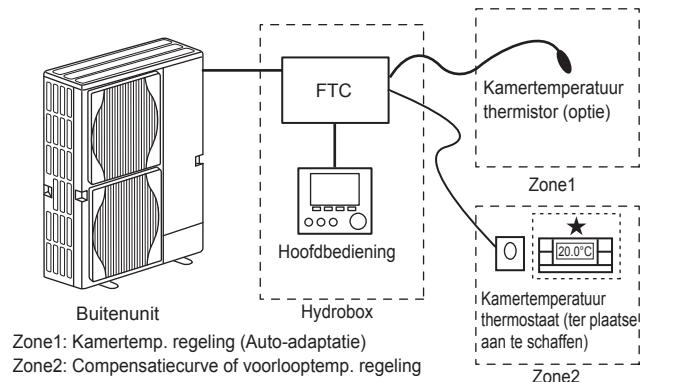 FTC
Kamertemperatuur
thermistor (optie)
Zone1
Hoofdbediening
20.0°C
Kamertemperatuur
thermostaat (ter plaatse
aan te schaffen)
Buitenunit
Hydrobox
Zone2
Zone1: Kamertemp. regeling (Auto-adaptatie)
Zone2: Compensatiecurve of voorlooptemp. regeling